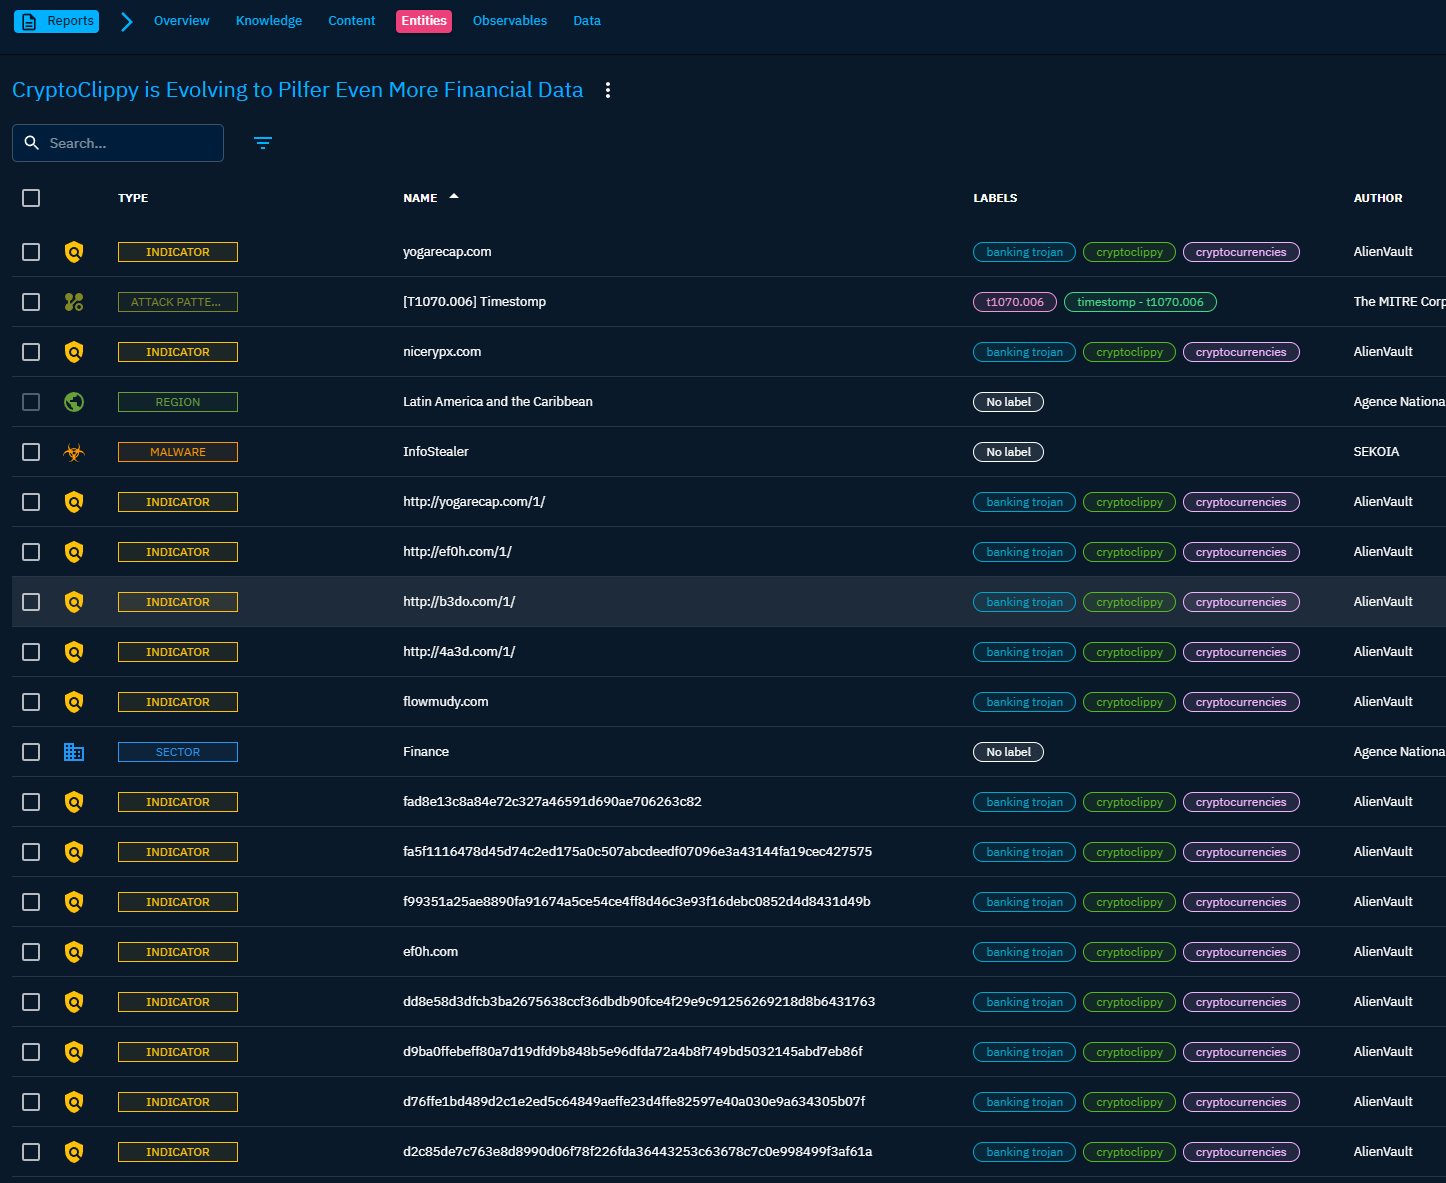 Reports Overview Knowledge Content Entities Observables Data
CryptoClippy is Evolving to Pilfer Even More Financial Data
Search...
TYPE NAME LABELS AUTHOR
INDICATOR yogarecap.com banking trojan cryptoclippy cryptocurrencies AlienVault
ATTACK PATTE... [T1070.006] Timestomp t1070.006 timestomp - t1070.006 The MITRE Corp
INDICATOR nicerypx.com banking trojan cryptoclippy cryptocurrencies AlienVault
REGION Latin America and the Caribbean No label Agence Nationa
MALWARE InfoStealer No label SEKOIA
INDICATOR http://yogarecap.com/1/ banking trojan cryptoclippy cryptocurrencies AlienVault
INDICATOR http://ef0h.com/1/ banking trojan cryptoclippy cryptocurrencies AlienVault
INDICATOR http://b3do.com/1/ banking trojan cryptoclippy cryptocurrencies AlienVault
INDICATOR http://4a3d.com/1/ banking trojan cryptoclippy cryptocurrencies AlienVault
INDICATOR flowmudy.com banking trojan cryptoclippy cryptocurrencies AlienVault
SECTOR Finance No label Agence Nationa
INDICATOR fad8e13c8a84e72c327a46591d690ae706263c82 banking trojan cryptoclippy cryptocurrencies AlienVault
INDICATOR fa5f1116478d45d74c2ed175a0c507abcdeedf07096e3a43144fa19cec427575 banking trojan cryptoclippy cryptocurrencies AlienVault
INDICATOR f99351a25ae8890fa91674a5ce54ce4ff8d46c3e93f16debc0852d4d8431d49b banking trojan cryptoclippy cryptocurrencies AlienVault
INDICATOR ef0h.com banking trojan cryptoclippy cryptocurrencies AlienVault
INDICATOR dd8e58d3dfcb3ba2675638ccf36dbdb90fce4f29e9c91256269218d8b6431763 banking trojan cryptoclippy cryptocurrencies AlienVault
INDICATOR d9ba0ffebeff80a7d19dfd9b848b5e96dfda72a4b8f749bd5032145abd7eb86f banking trojan cryptoclippy cryptocurrencies AlienVault
INDICATOR d76ffe1bd489d2c1e2ed5c64849aeffe23d4ffe82597e40a030e9a634305b07f banking trojan cryptoclippy cryptocurrencies AlienVault
INDICATOR d2c85de7c763e8d8990d06f78f226fda36443253c63678c7c0e998499f3af61a banking trojan cryptoclippy cryptocurrencies AlienVault